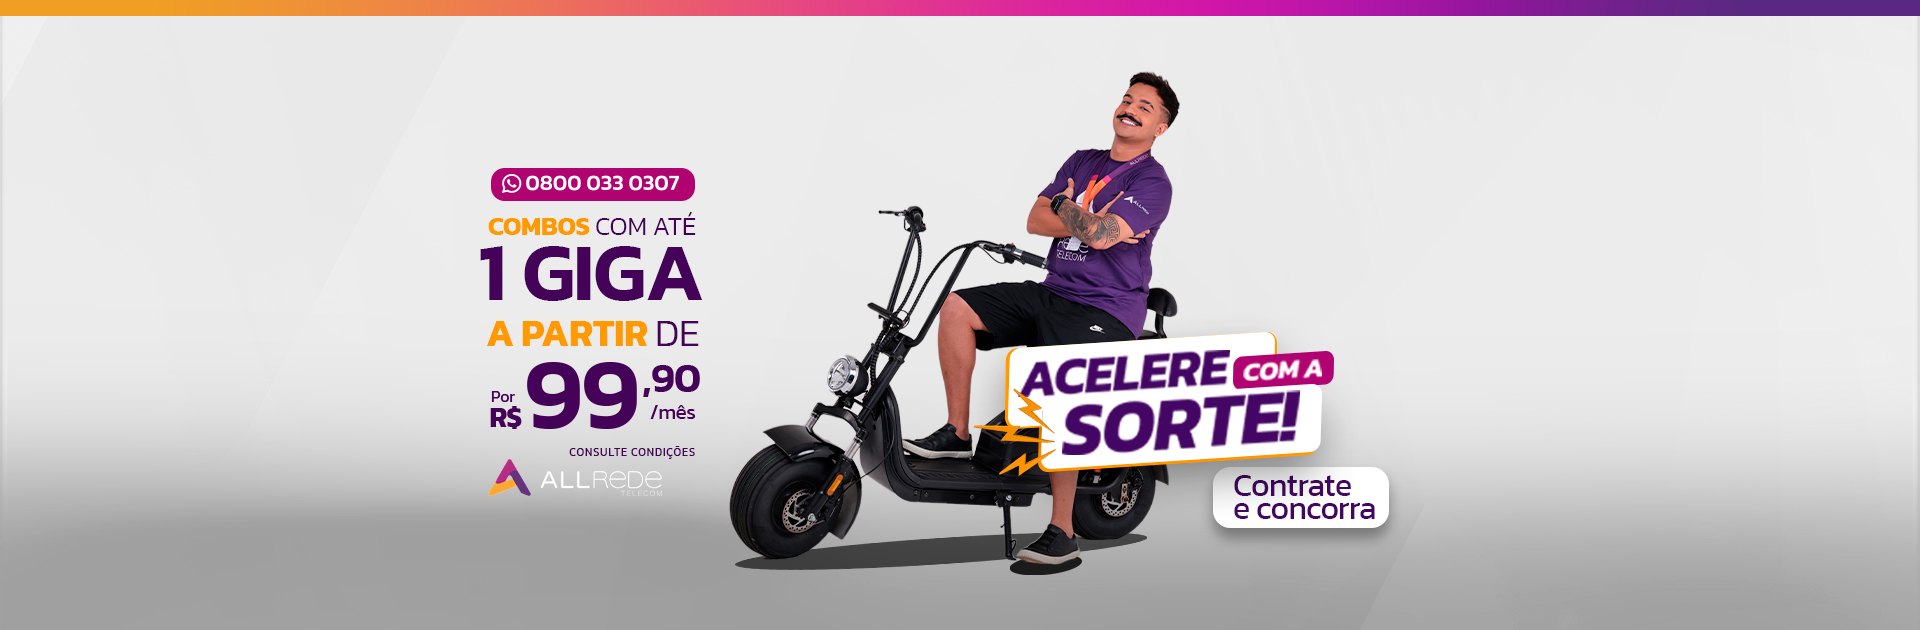 0800 033 0307
COMBOS COM ATÉ
1 GIGA
A PARTIR DE
Por
R$ 99,90
/mês
CONSULTE CONDIÇÕES
ALLREDE
TELECOM
TELECOM
ACELERE COM A
SORTE!
Contrate
e concorra